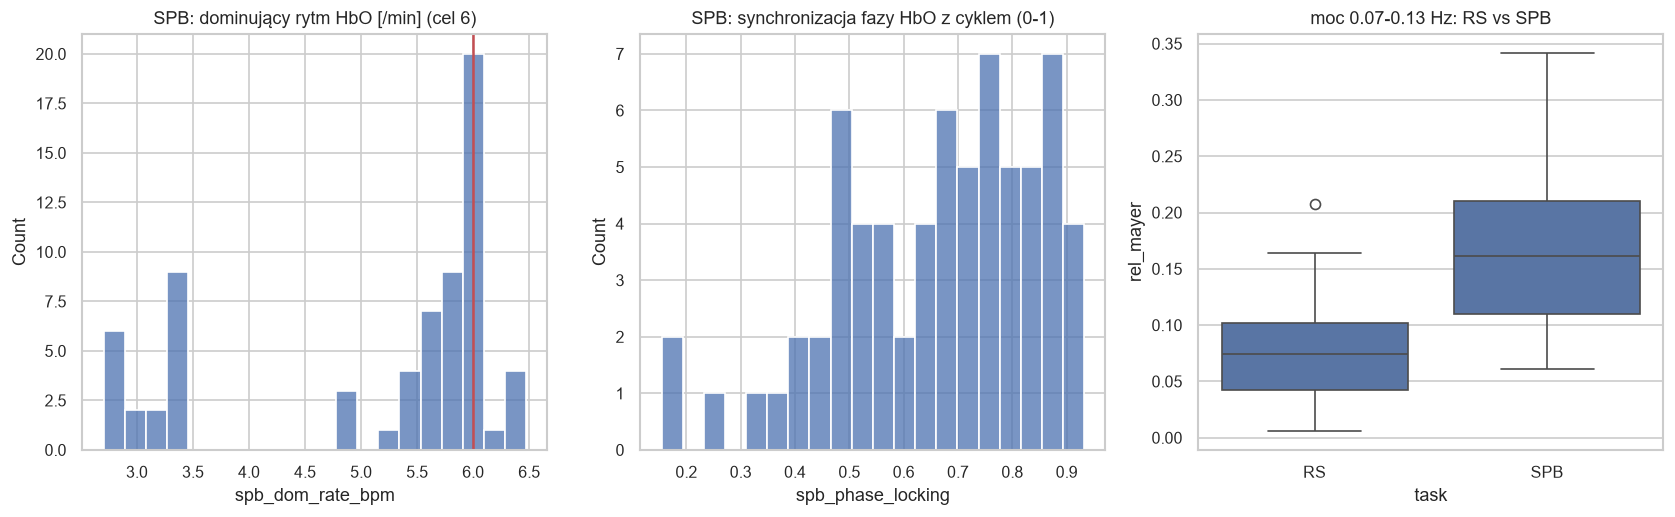 SPB: dominujący rytm HbO [/min] (cel 6)
20.0
17.5
15.0
12.5
10.0
7.5
5.0
2.5
0.0
Count
3.0 3.5 4.0 4.5 5.0 5.5 6.0 6.5
spb_dom_rate_bpm
SPB: synchronizacja fazy HbO z cyklem (0-1)
7
6
5
4
3
2
1
0
Count
0.2 0.3 0.4 0.5 0.6 0.7 0.8 0.9
spb_phase_locking
moc 0.07-0.13 Hz: RS vs SPB
0.35
0.30
0.25
0.20
0.15
0.10
0.05
0.00
rel_mayer
RS SPB
task